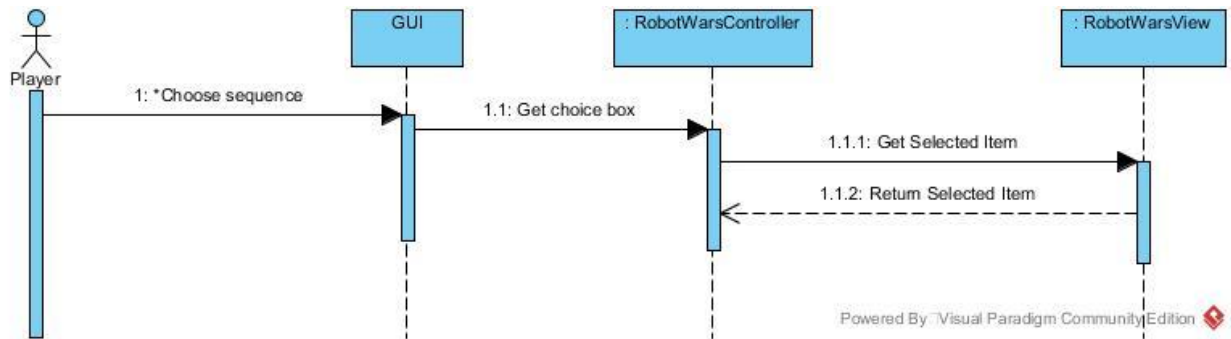 GUI
: RobotWarsController
: RobotWarsView
Player
1: *Choose sequence
1.1: Get choice box
1.1.1: Get Selected Item
1.1.2: Return Selected Item
Powered By Visual Paradigm Community Edition